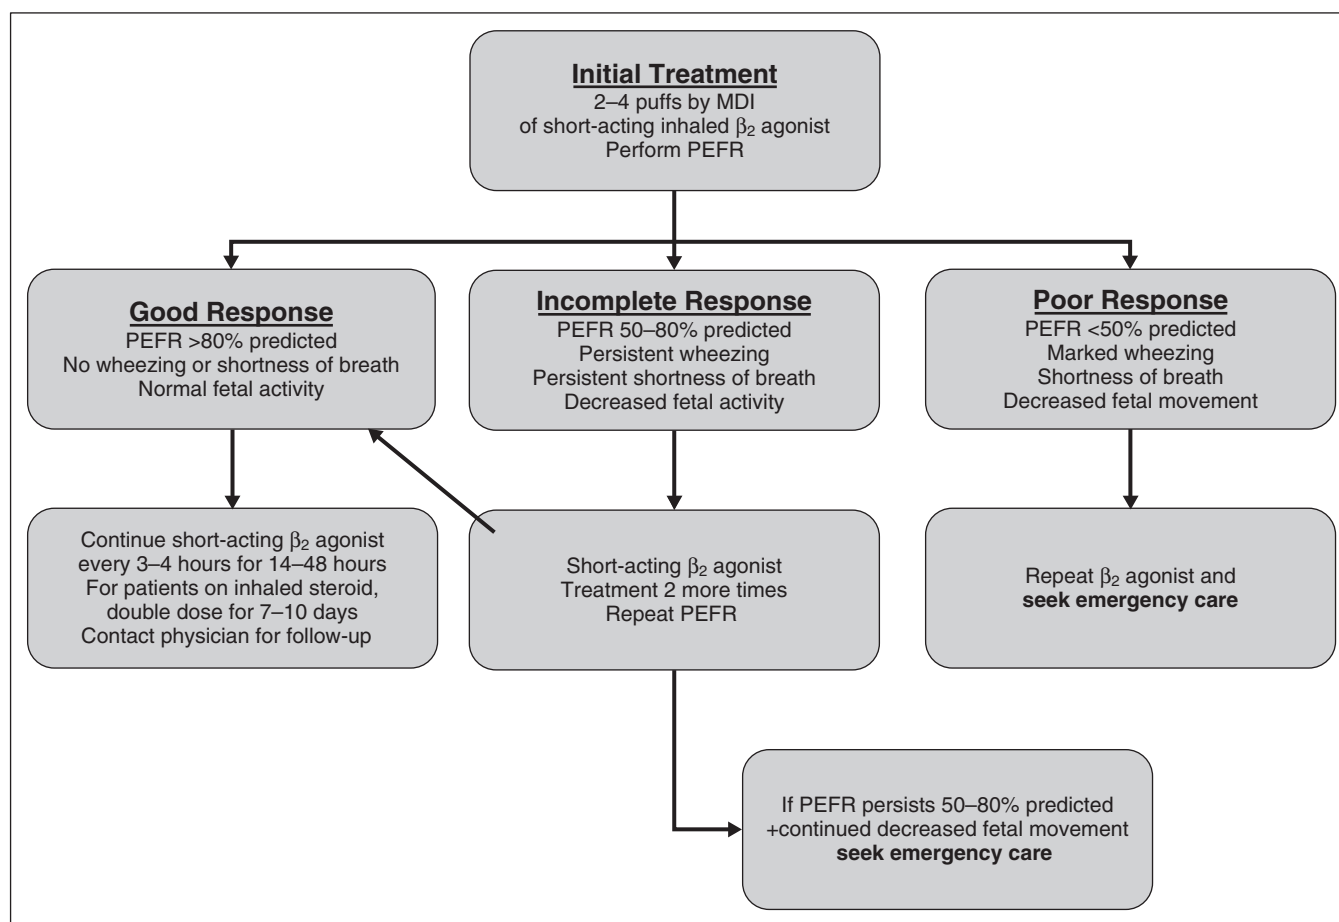 Initial Treatment
2–4 puffs by MDI
of short-acting inhaled β₂ agonist
Perform PEFR
Good Response
PEFR >80% predicted
No wheezing or shortness of breath
Normal fetal activity
Incomplete Response
PEFR 50–80% predicted
Persistent wheezing
Persistent shortness of breath
Decreased fetal activity
Poor Response
PEFR <50% predicted
Marked wheezing
Shortness of breath
Decreased fetal movement
Continue short-acting β₂ agonist
every 3–4 hours for 14–48 hours
For patients on inhaled steroid,
double dose for 7–10 days
Contact physician for follow-up
Short-acting β₂ agonist
Treatment 2 more times
Repeat PEFR
Repeat β₂ agonist and
seek emergency care
If PEFR persists 50–80% predicted
+continued decreased fetal movement
seek emergency care